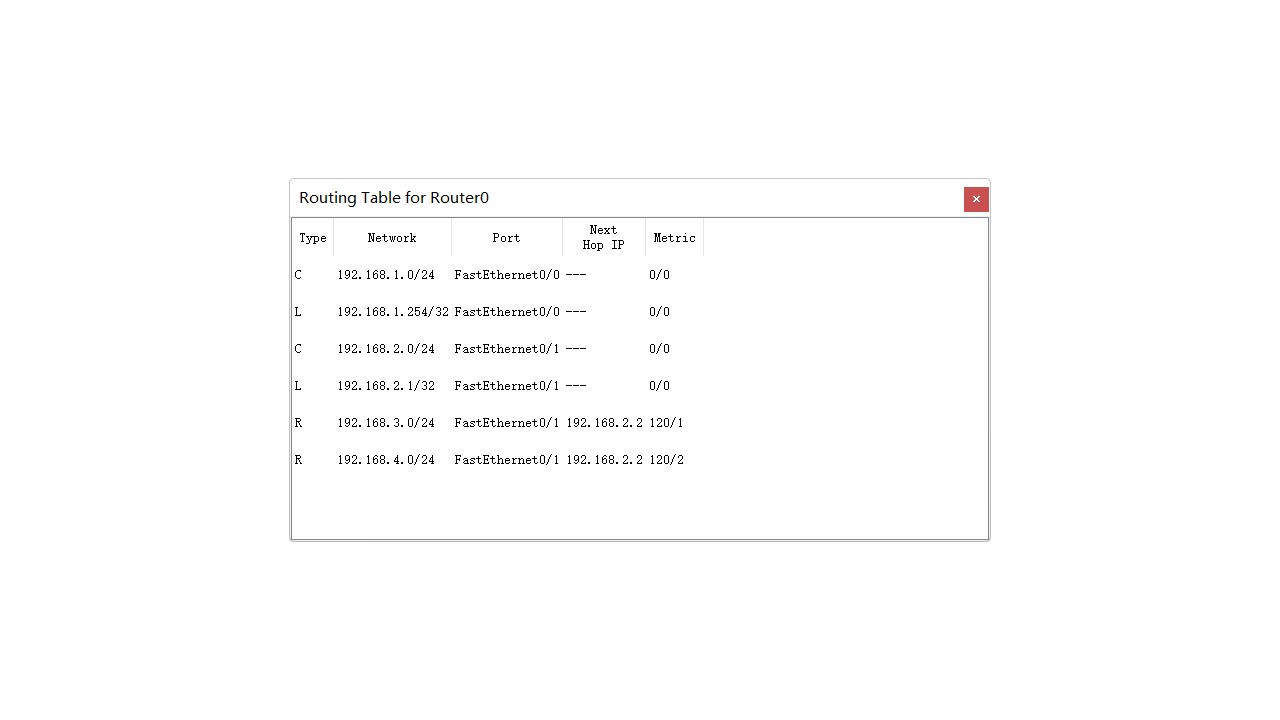 Routing Table for Router0
Type Network Port Next Hop IP Metric
C 192.168.1.0/24 FastEthernet0/0 --- 0/0
L 192.168.1.254/32 FastEthernet0/0 --- 0/0
C 192.168.2.0/24 FastEthernet0/1 --- 0/0
L 192.168.2.1/32 FastEthernet0/1 --- 0/0
R 192.168.3.0/24 FastEthernet0/1 192.168.2.2 120/1
R 192.168.4.0/24 FastEthernet0/1 192.168.2.2 120/2